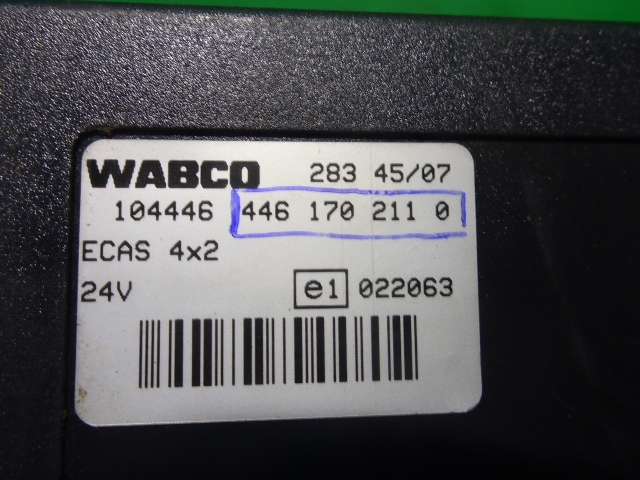 WABCO 283 45/07
104446 446 170 211 0
ECAS 4x2
24V e1 022063